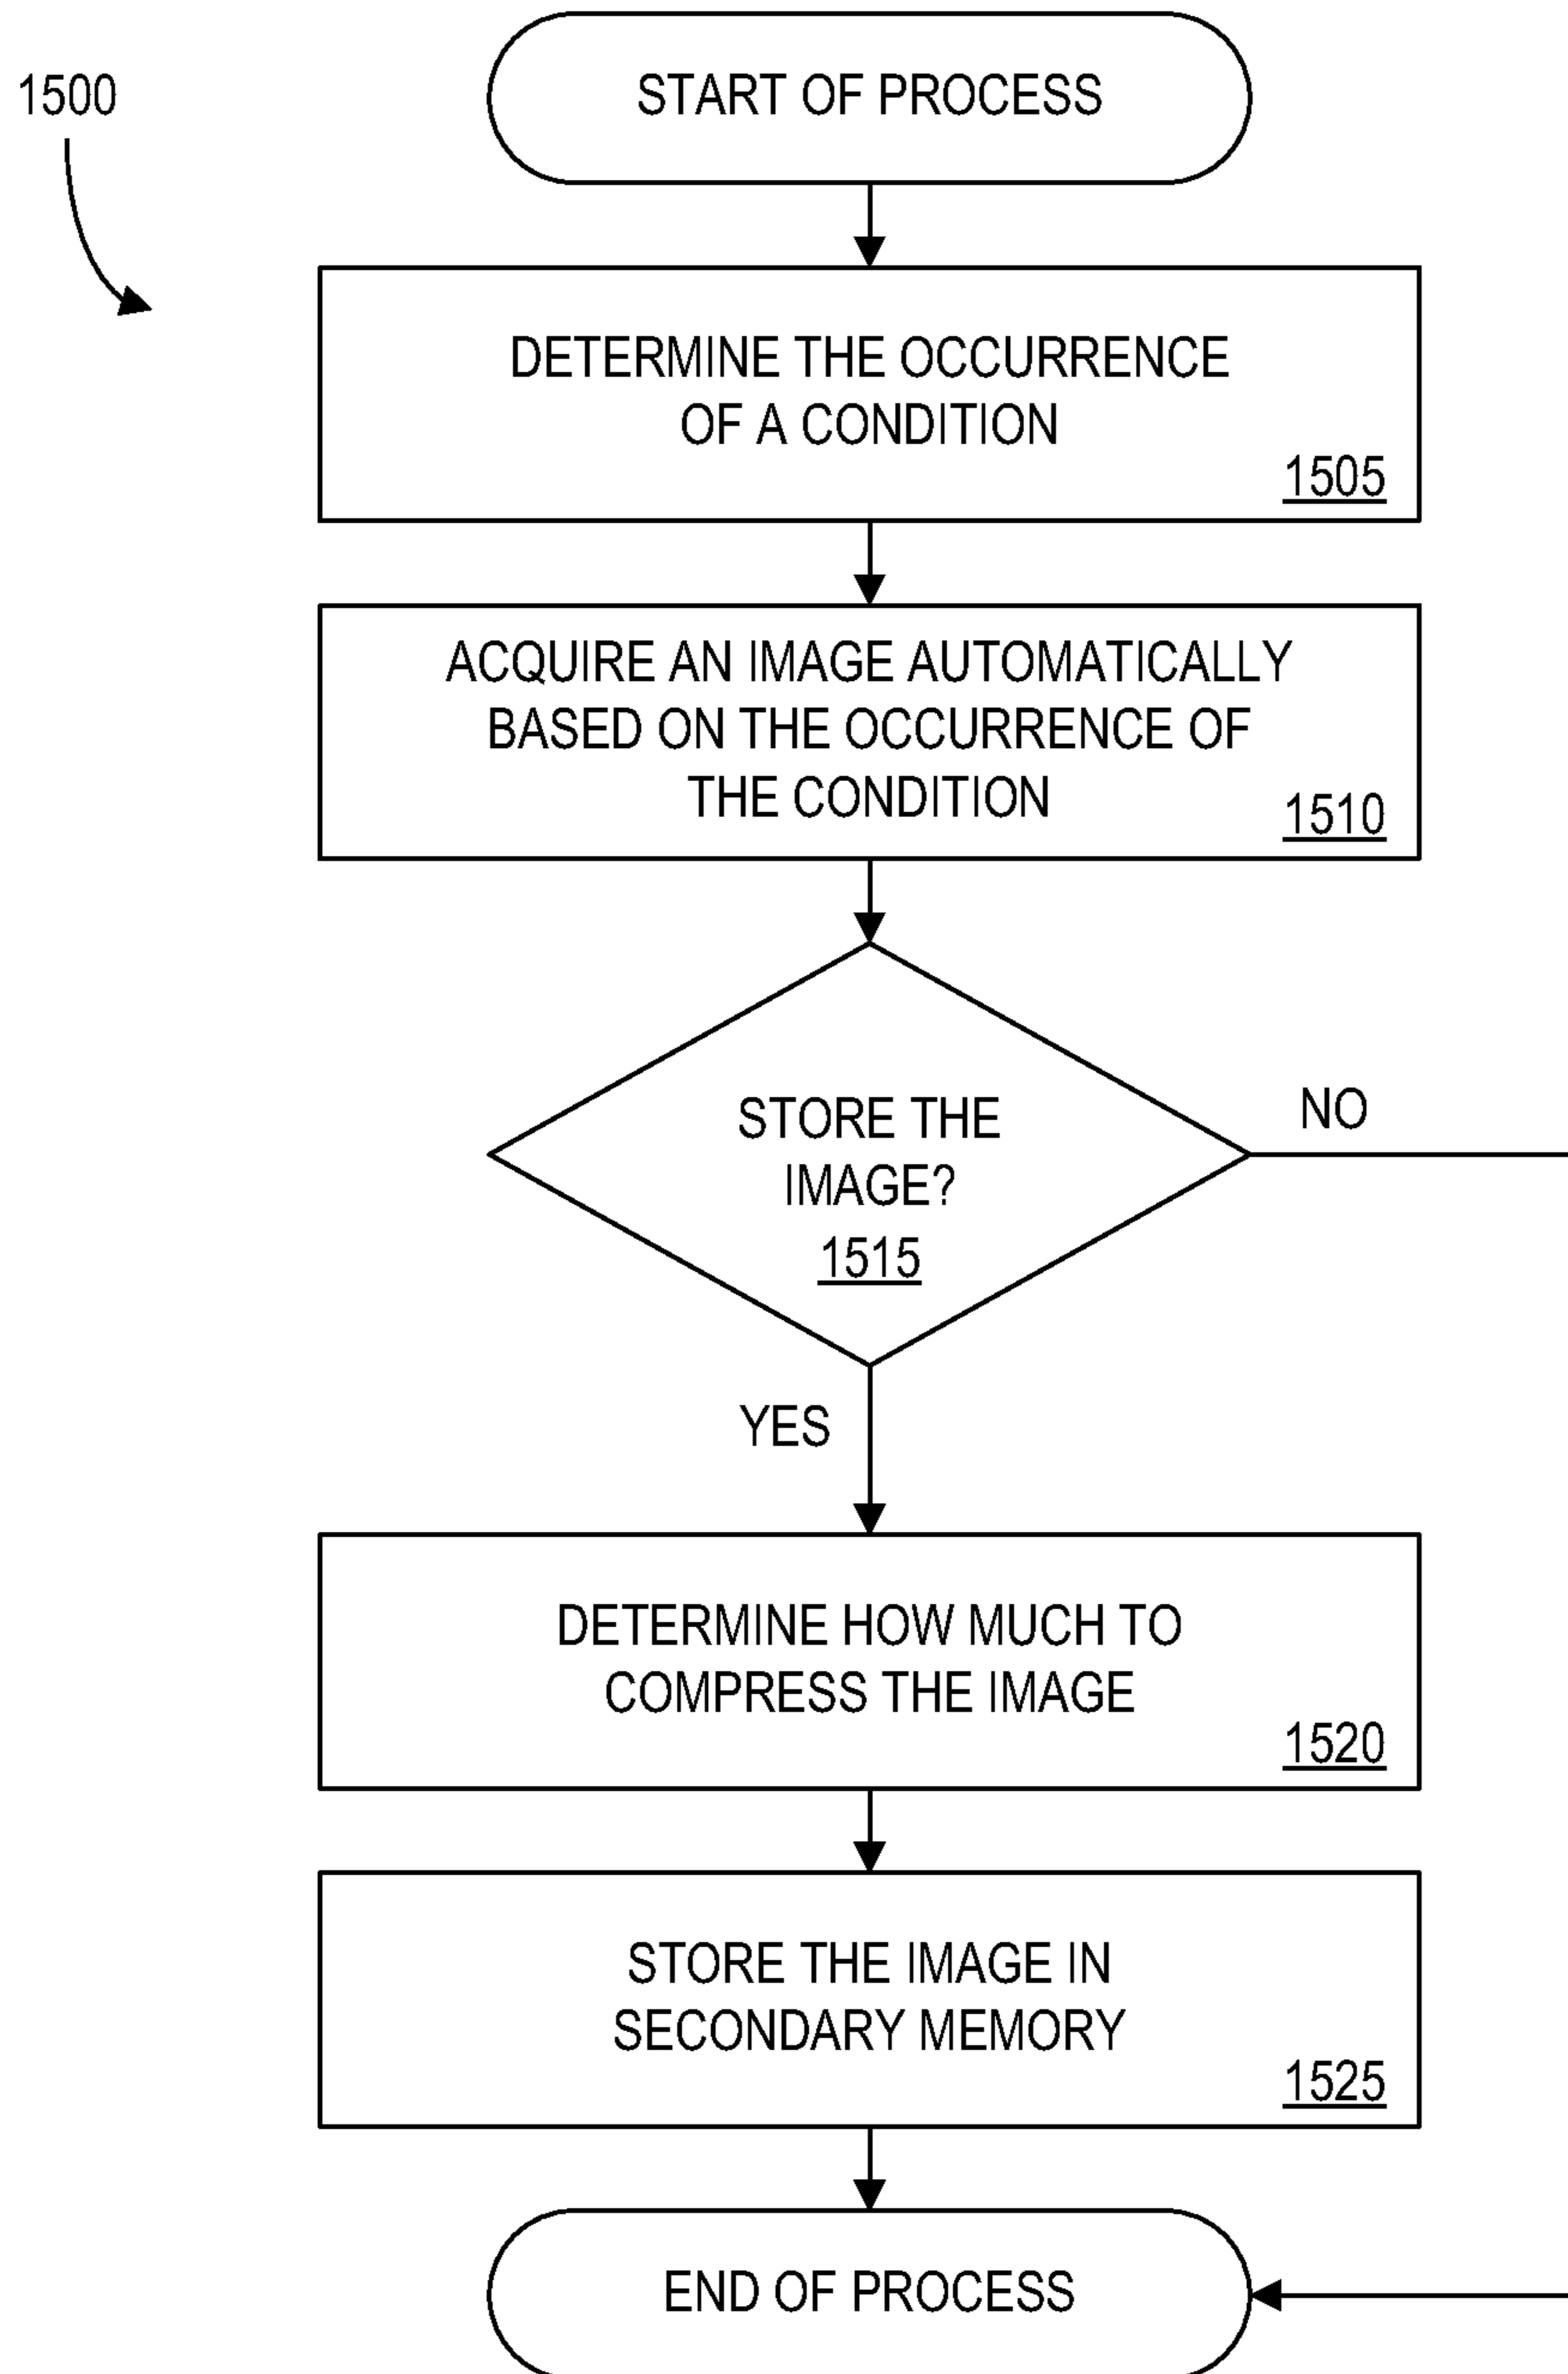 1500
START OF PROCESS
DETERMINE THE OCCURRENCE
OF A CONDITION
1505
ACQUIRE AN IMAGE AUTOMATICALLY
BASED ON THE OCCURRENCE OF
THE CONDITION
1510
STORE THE
IMAGE?
1515
NO
YES
DETERMINE HOW MUCH TO
COMPRESS THE IMAGE
1520
STORE THE IMAGE IN
SECONDARY MEMORY
1525
END OF PROCESS